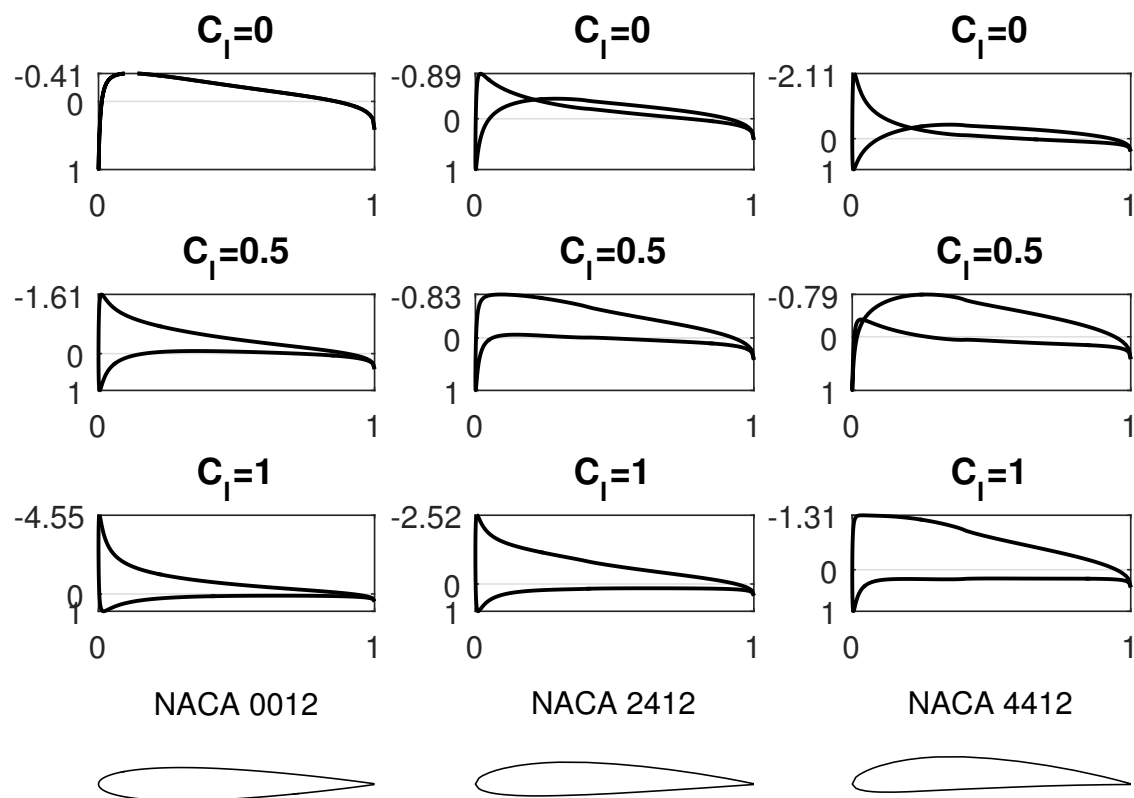 C_l=0 C_l=0 C_l=0
-0.41 -0.89 -2.11
0 0 0
1 1 1
0 1 0 1 0 1
C_l=0.5 C_l=0.5 C_l=0.5
-1.61 -0.83 -0.79
0 0 0
1 1 1
0 1 0 1 0 1
C_l=1 C_l=1 C_l=1
-4.55 -2.52 -1.31
0 0 0
1 1 1
0 1 0 1 0 1
NACA 0012 NACA 2412 NACA 4412